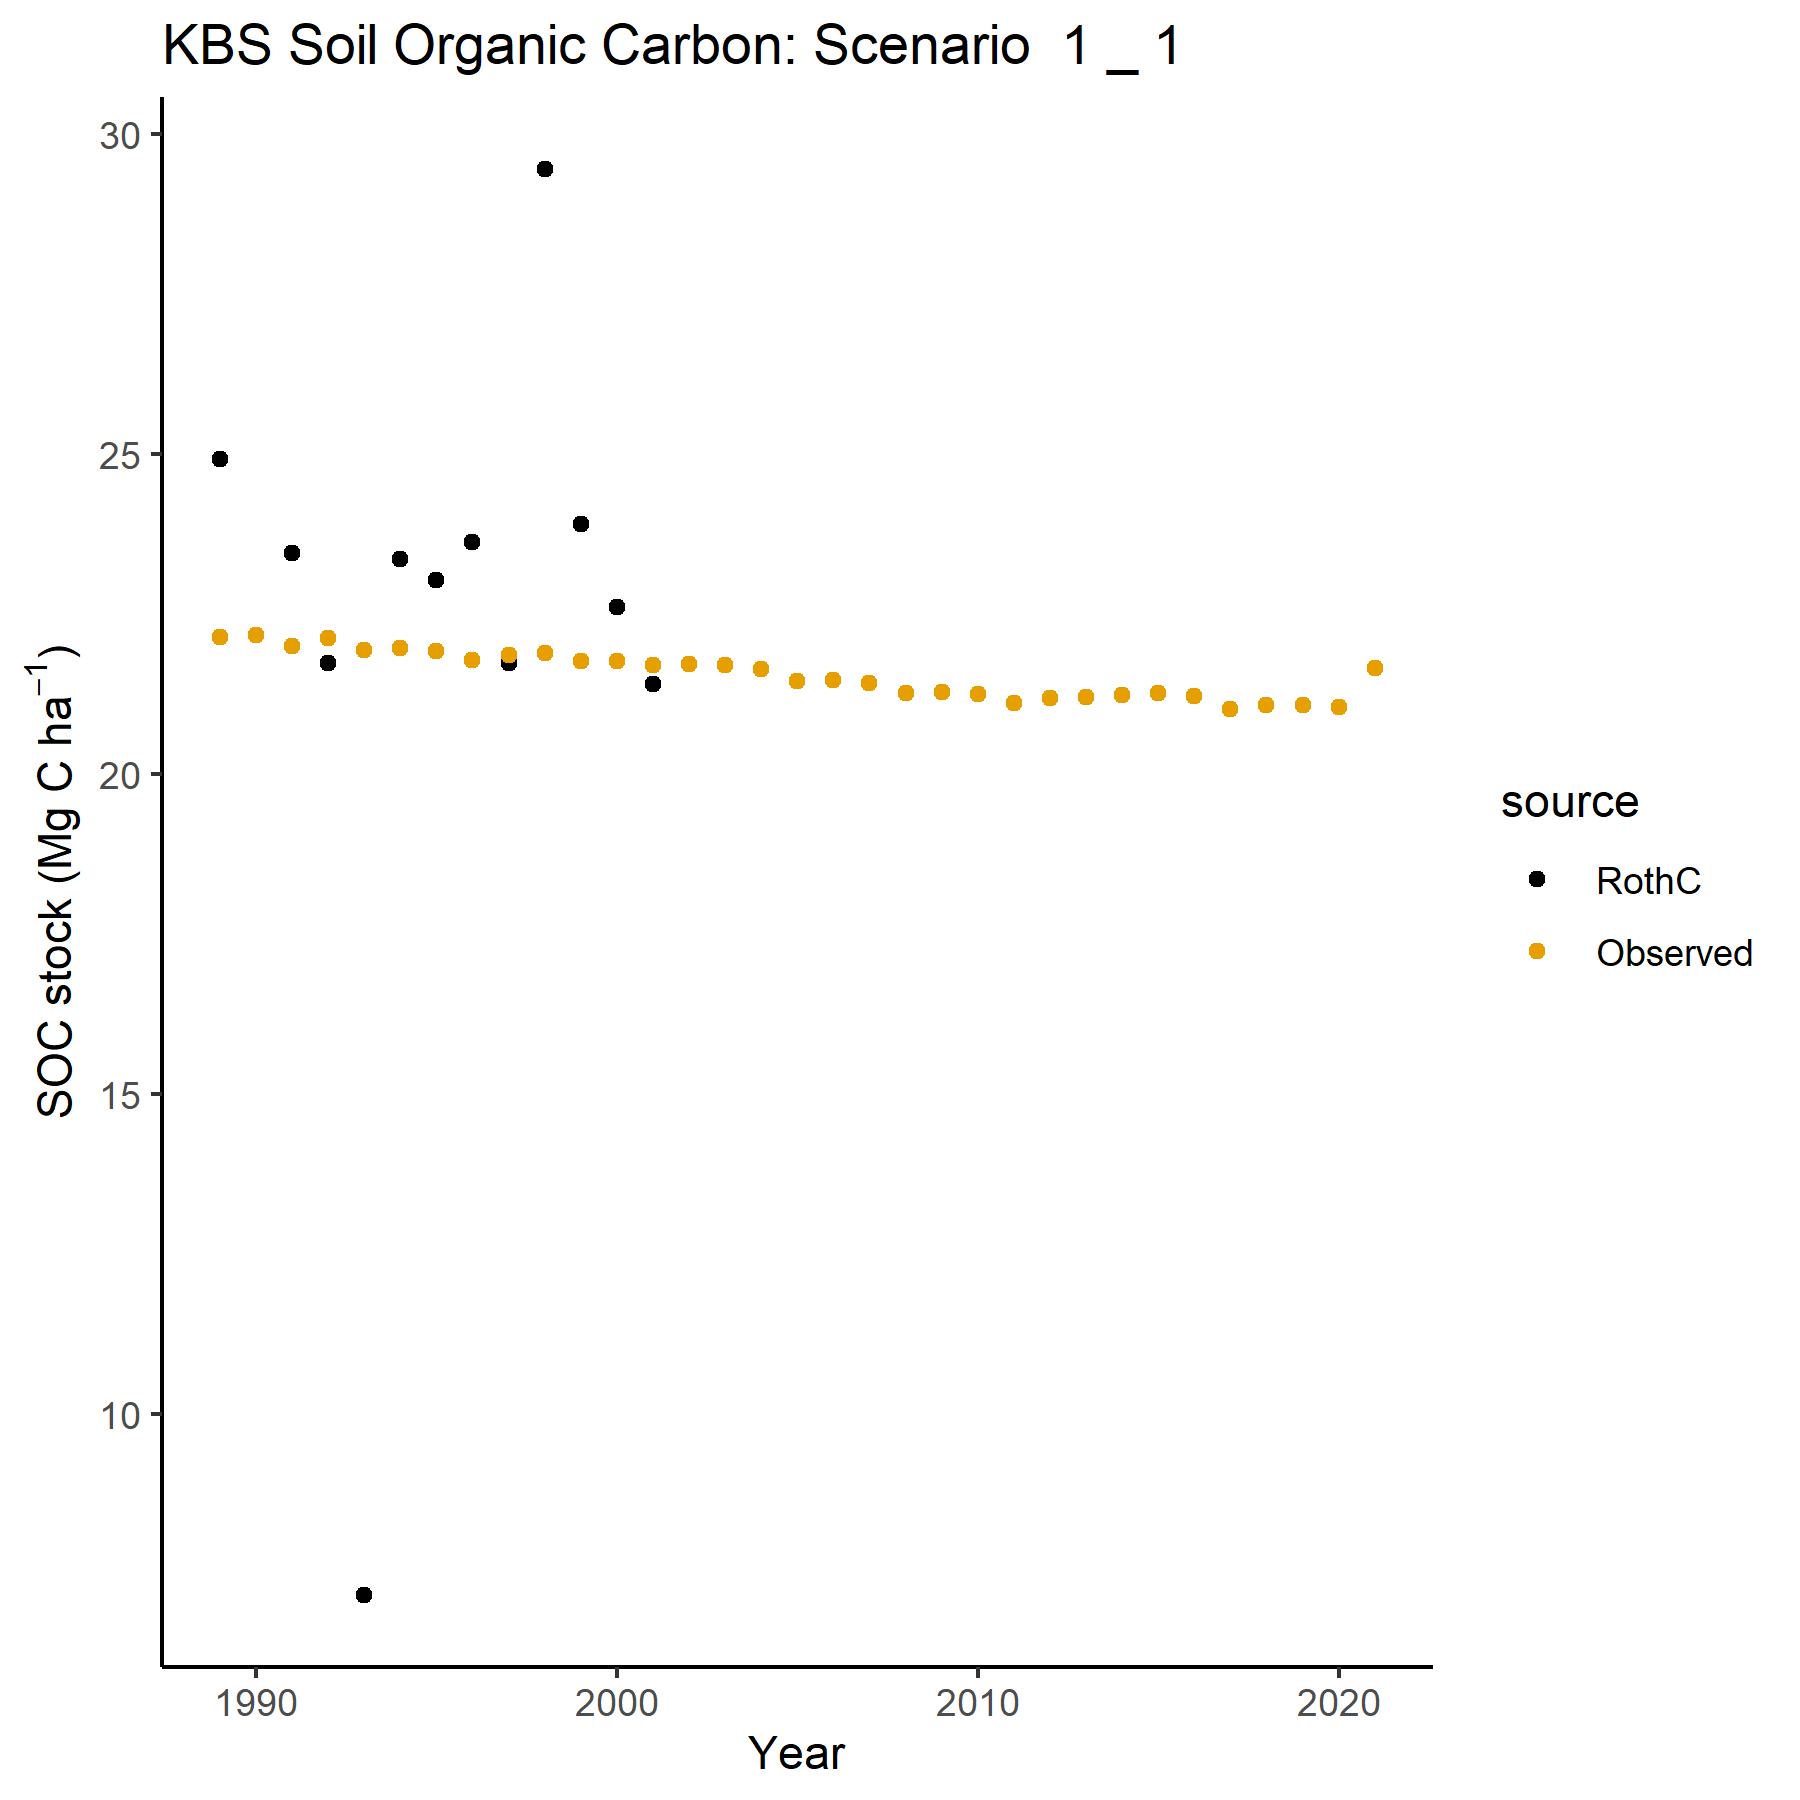 KBS Soil Organic Carbon: Scenario  1 _ 1
SOC stock (Mg C ha⁻¹)
30
25
20
15
10
1990
2000
2010
2020
Year
source
RothC
Observed